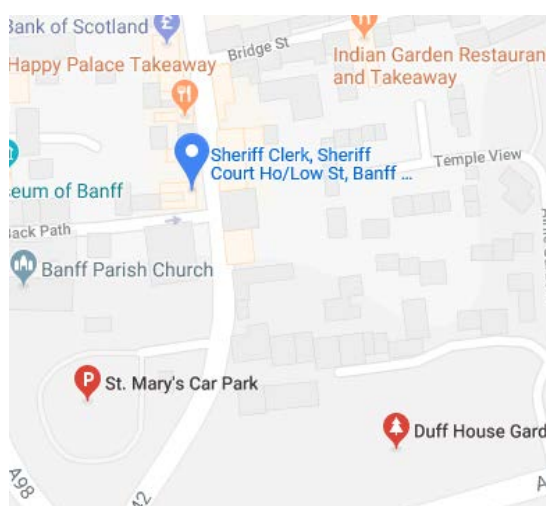 Bank of Scotland
Bridge St
Happy Palace Takeaway
Indian Garden Restauran
and Takeaway
Sheriff Clerk, Sheriff
Court Ho/Low St, Banff ...
Temple View
eum of Banff
Back Path
Banff Parish Church
P
St. Mary's Car Park
Duff House Gard
A98
42
A